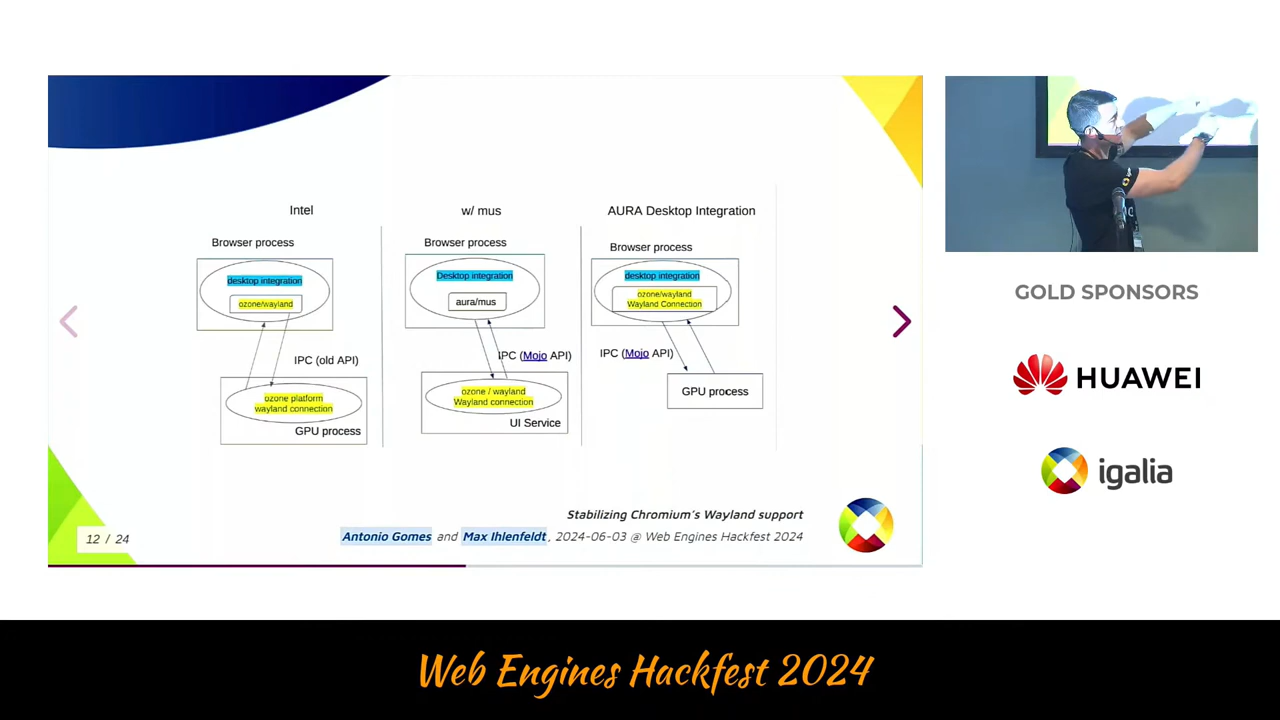 Intel
Browser process
desktop integration
ozone/wayland
IPC (old API)
ozone platform
wayland connection
GPU process
w/ mus
Browser process
Desktop integration
aura/mus
IPC (Mojo API)
ozone / wayland
Wayland connection
UI Service
AURA Desktop Integration
Browser process
desktop integration
ozone/wayland
Wayland Connection
IPC (Mojo API)
GPU process
Stabilizing Chromium's Wayland support
12 / 24
Antonio Gomes and Max Ihlenfeldt, 2024-06-03 @ Web Engines Hackfest 2024
GOLD SPONSORS
HUAWEI
igalia
Web Engines Hackfest 2024